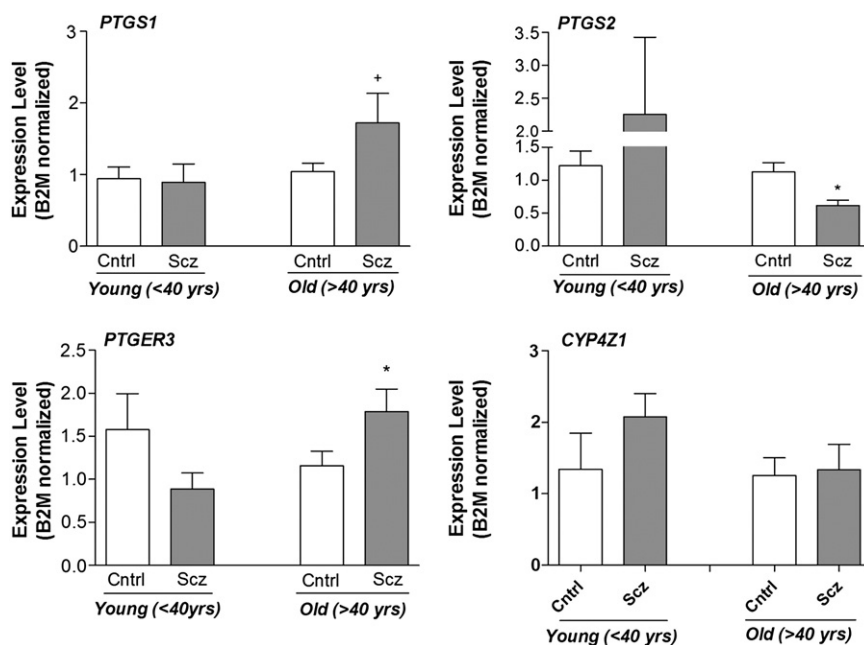 PTGS1
Expression Level
(B2M normalized)
3
2
1
0
+
Cntrl Scz Cntrl Scz
Young (<40 yrs) Old (>40 yrs)
PTGS2
Expression Level
(B2M normalized)
3.5
3.0
2.5
2.0
1.5
1.0
0.5
0.0
*
Cntrl Scz Cntrl Scz
Young (<40 yrs) Old (>40 yrs)
PTGER3
Expression Level
(B2M normalized)
2.5
2.0
1.5
1.0
0.5
0.0
*
Cntrl Scz Cntrl Scz
Young (<40yrs) Old (>40 yrs)
CYP4Z1
Expression Level
(B2M normalized)
3
2
1
0
Cntrl Scz Cntrl Scz
Young (<40 yrs) Old (>40 yrs)